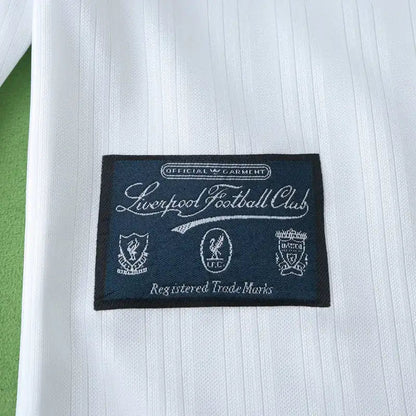 OFFICIAL GARMENT
Liverpool Football Club
L.F.C.
Registered Trade Marks